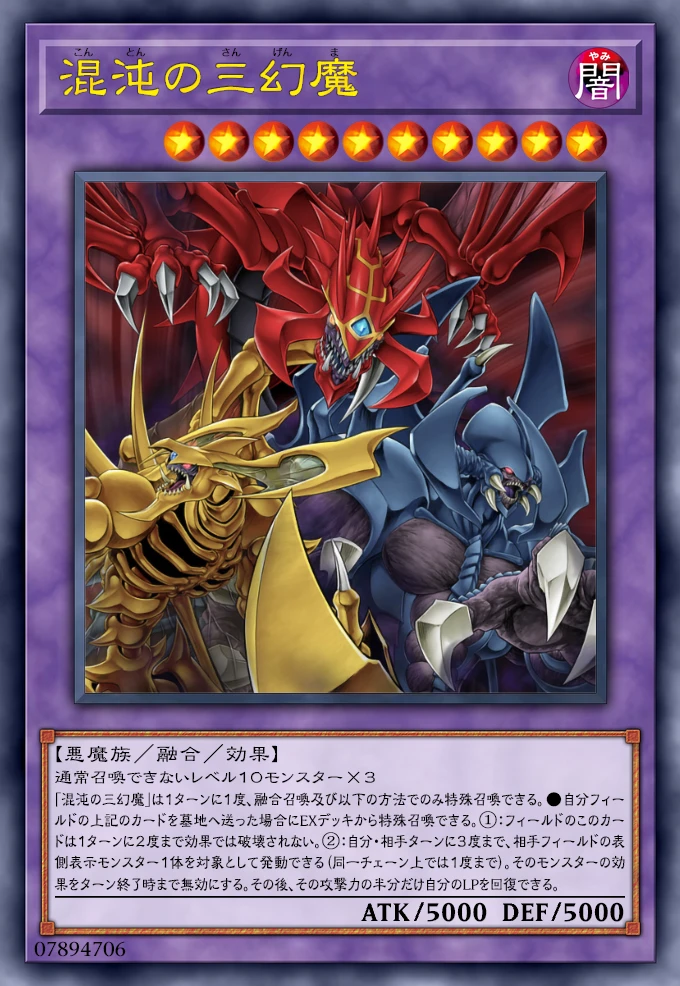 こん とん さん げん ま
混沌の三幻魔
やみ
闇
【悪魔族／融合／効果】
通常召喚できないレベル１０モンスター×３
「混沌の三幻魔」は１ターンに１度、融合召喚及び以下の方法でのみ特殊召喚できる。●自分フィー
ルドの上記のカードを墓地へ送った場合にEXデッキから特殊召喚できる。①：フィールドのこのカー
ドは１ターンに２度まで効果では破壊されない。②：自分・相手ターンに３度まで、相手フィールドの表
側表示モンスター１体を対象として発動できる（同一チェーン上では１度まで）。そのモンスターの効
果をターン終了時まで無効にする。その後、その攻撃力の半分だけ自分のLPを回復できる。
ATK/5000 DEF/5000
07894706